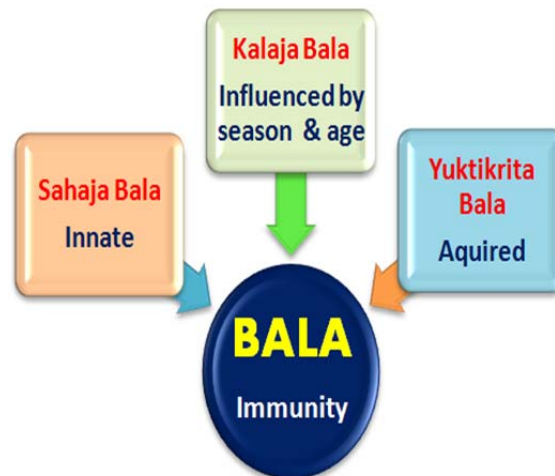 Kalaja Bala
Influenced by
season & age
Sahaja Bala
Innate
Yuktikrita
Bala
Aquired
BALA
Immunity